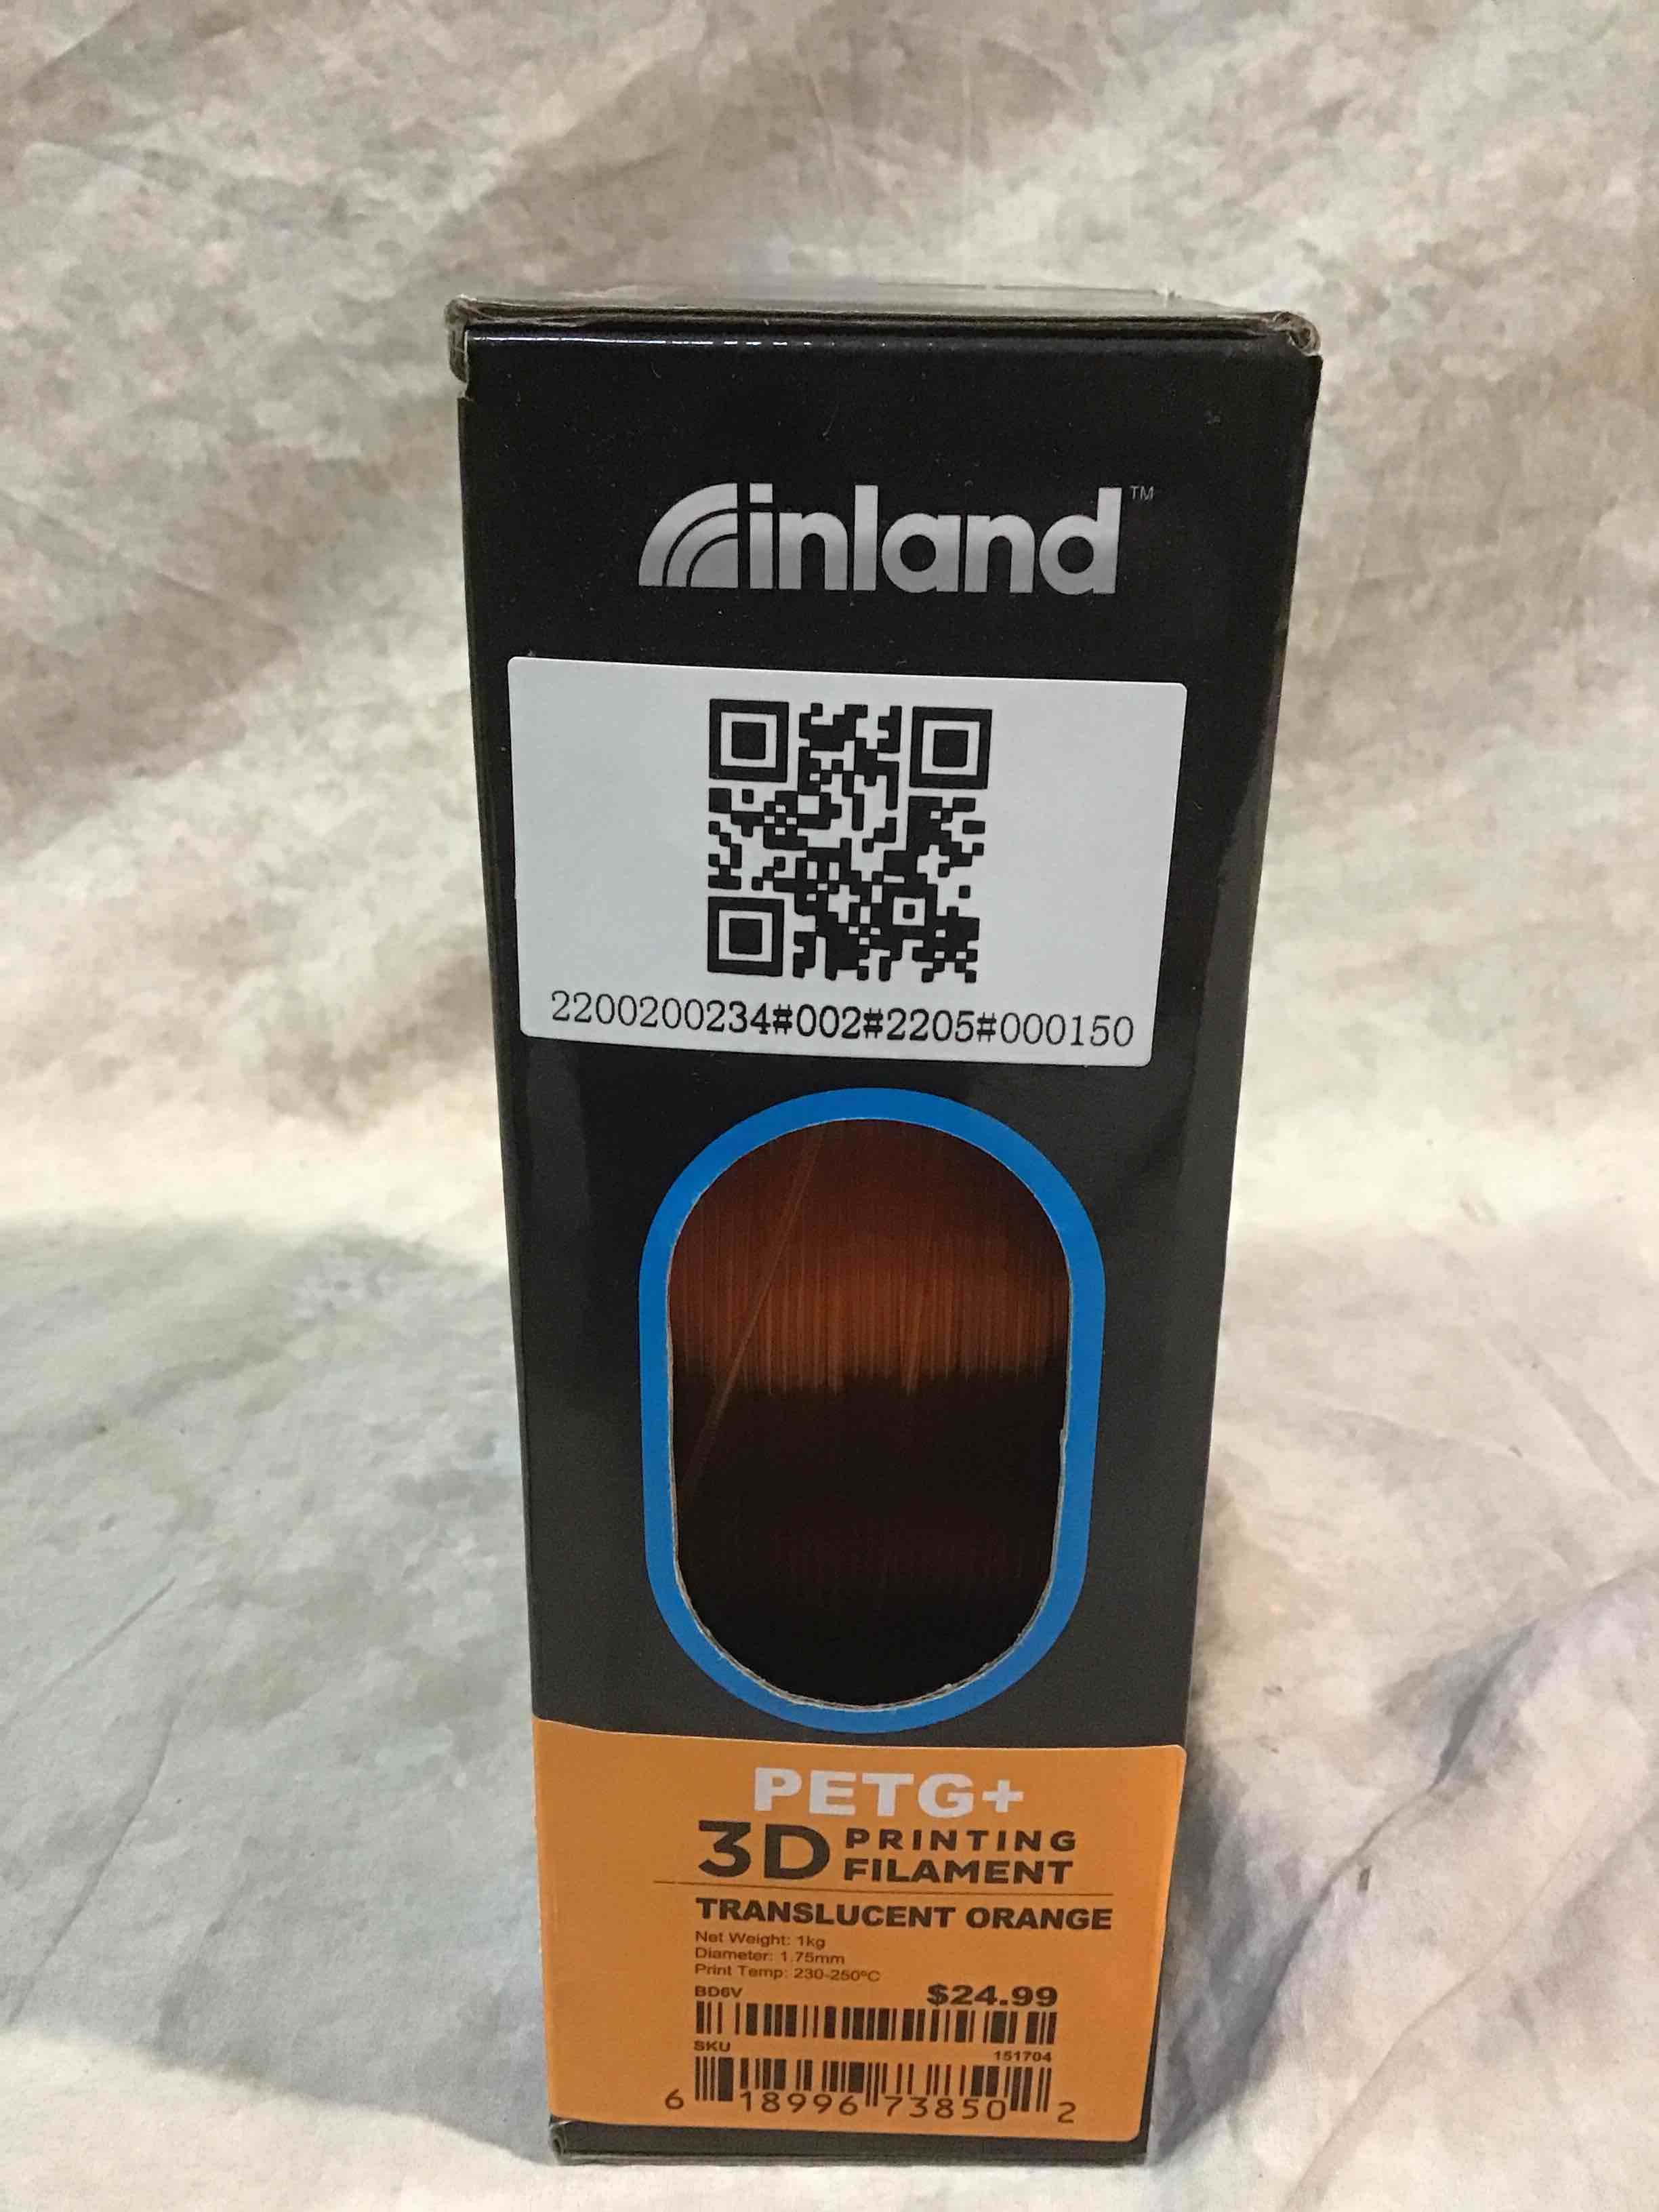 inland™
2200200234#002#2205#000150
PETG+
3D PRINTING FILAMENT
TRANSLUCENT ORANGE
Net Weight: 1kg
Diameter: 1.75mm
Print Temp: 230-250ºC
BD6V $24.99
SKU 151704
6 18996 73850 2